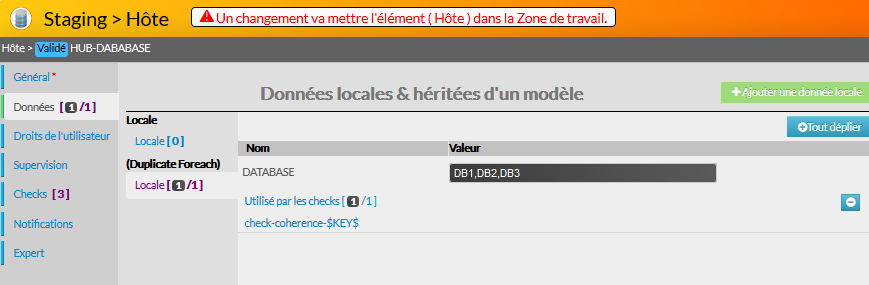 Staging > Hôte
Un changement va mettre l'élément ( Hôte ) dans la Zone de travail.
Hôte > Validé HUB-DABABASE
Général *
Données [ 1 /1 ]
Droits de l'utilisateur
Supervision
Checks [ 3 ]
Notifications
Expert
Données locales & héritées d'un modèle
Ajouter une donnée locale
Locale
Locale [ 0 ]
(Duplicate Foreach)
Locale [ 1 /1 ]
Tout déplier
Nom Valeur
DATABASE DB1,DB2,DB3
Utilisé par les checks [ 1 /1 ]
check-coherence-$KEY$